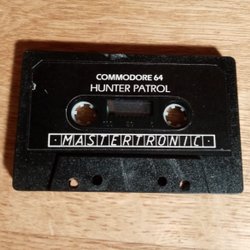 COMMODORE 64
HUNTER PATROL
· MASTERTRONIC ·